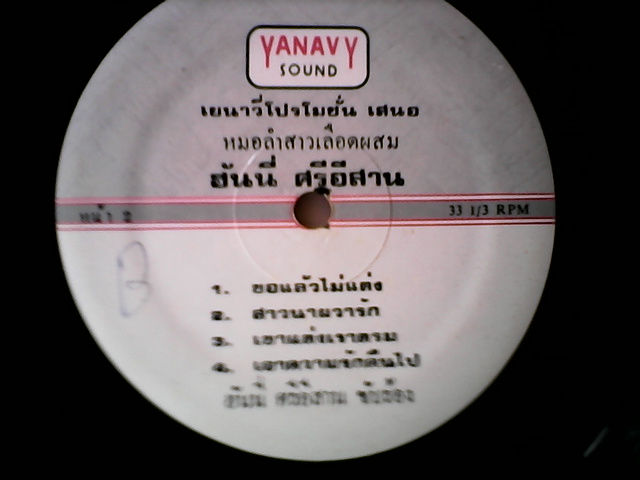 YANAVY
SOUND
เยนาวี่โปรโมชั่น เสนอ
หมอลำสาวเลือดผสม
ฮันนี่ ศรีอีสาน
หน้า 2
33 1/3 RPM
B
1. ขอแล้วไม่แต่ง
2. สาวนาผวารัก
3. เขาแต่งเราตรม
4. เอาความรักคืนไป
ฮันนี่ ศรีอีสาน ขับร้อง